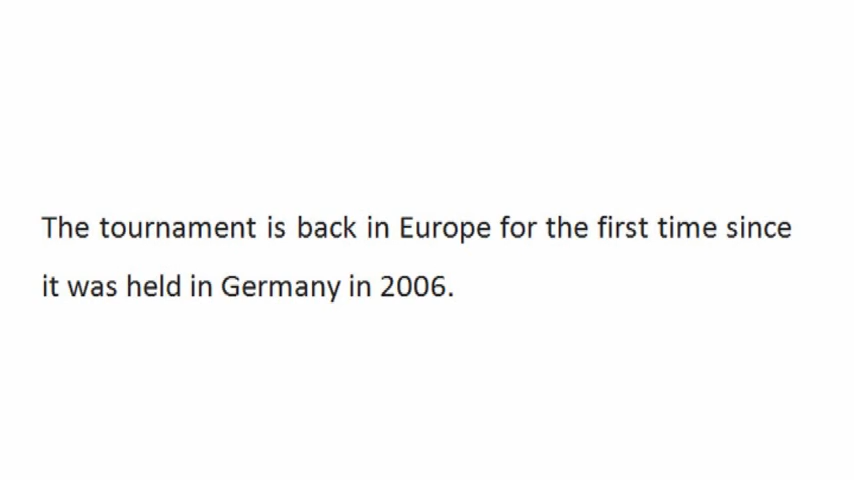 The tournament is back in Europe for the first time since
it was held in Germany in 2006.